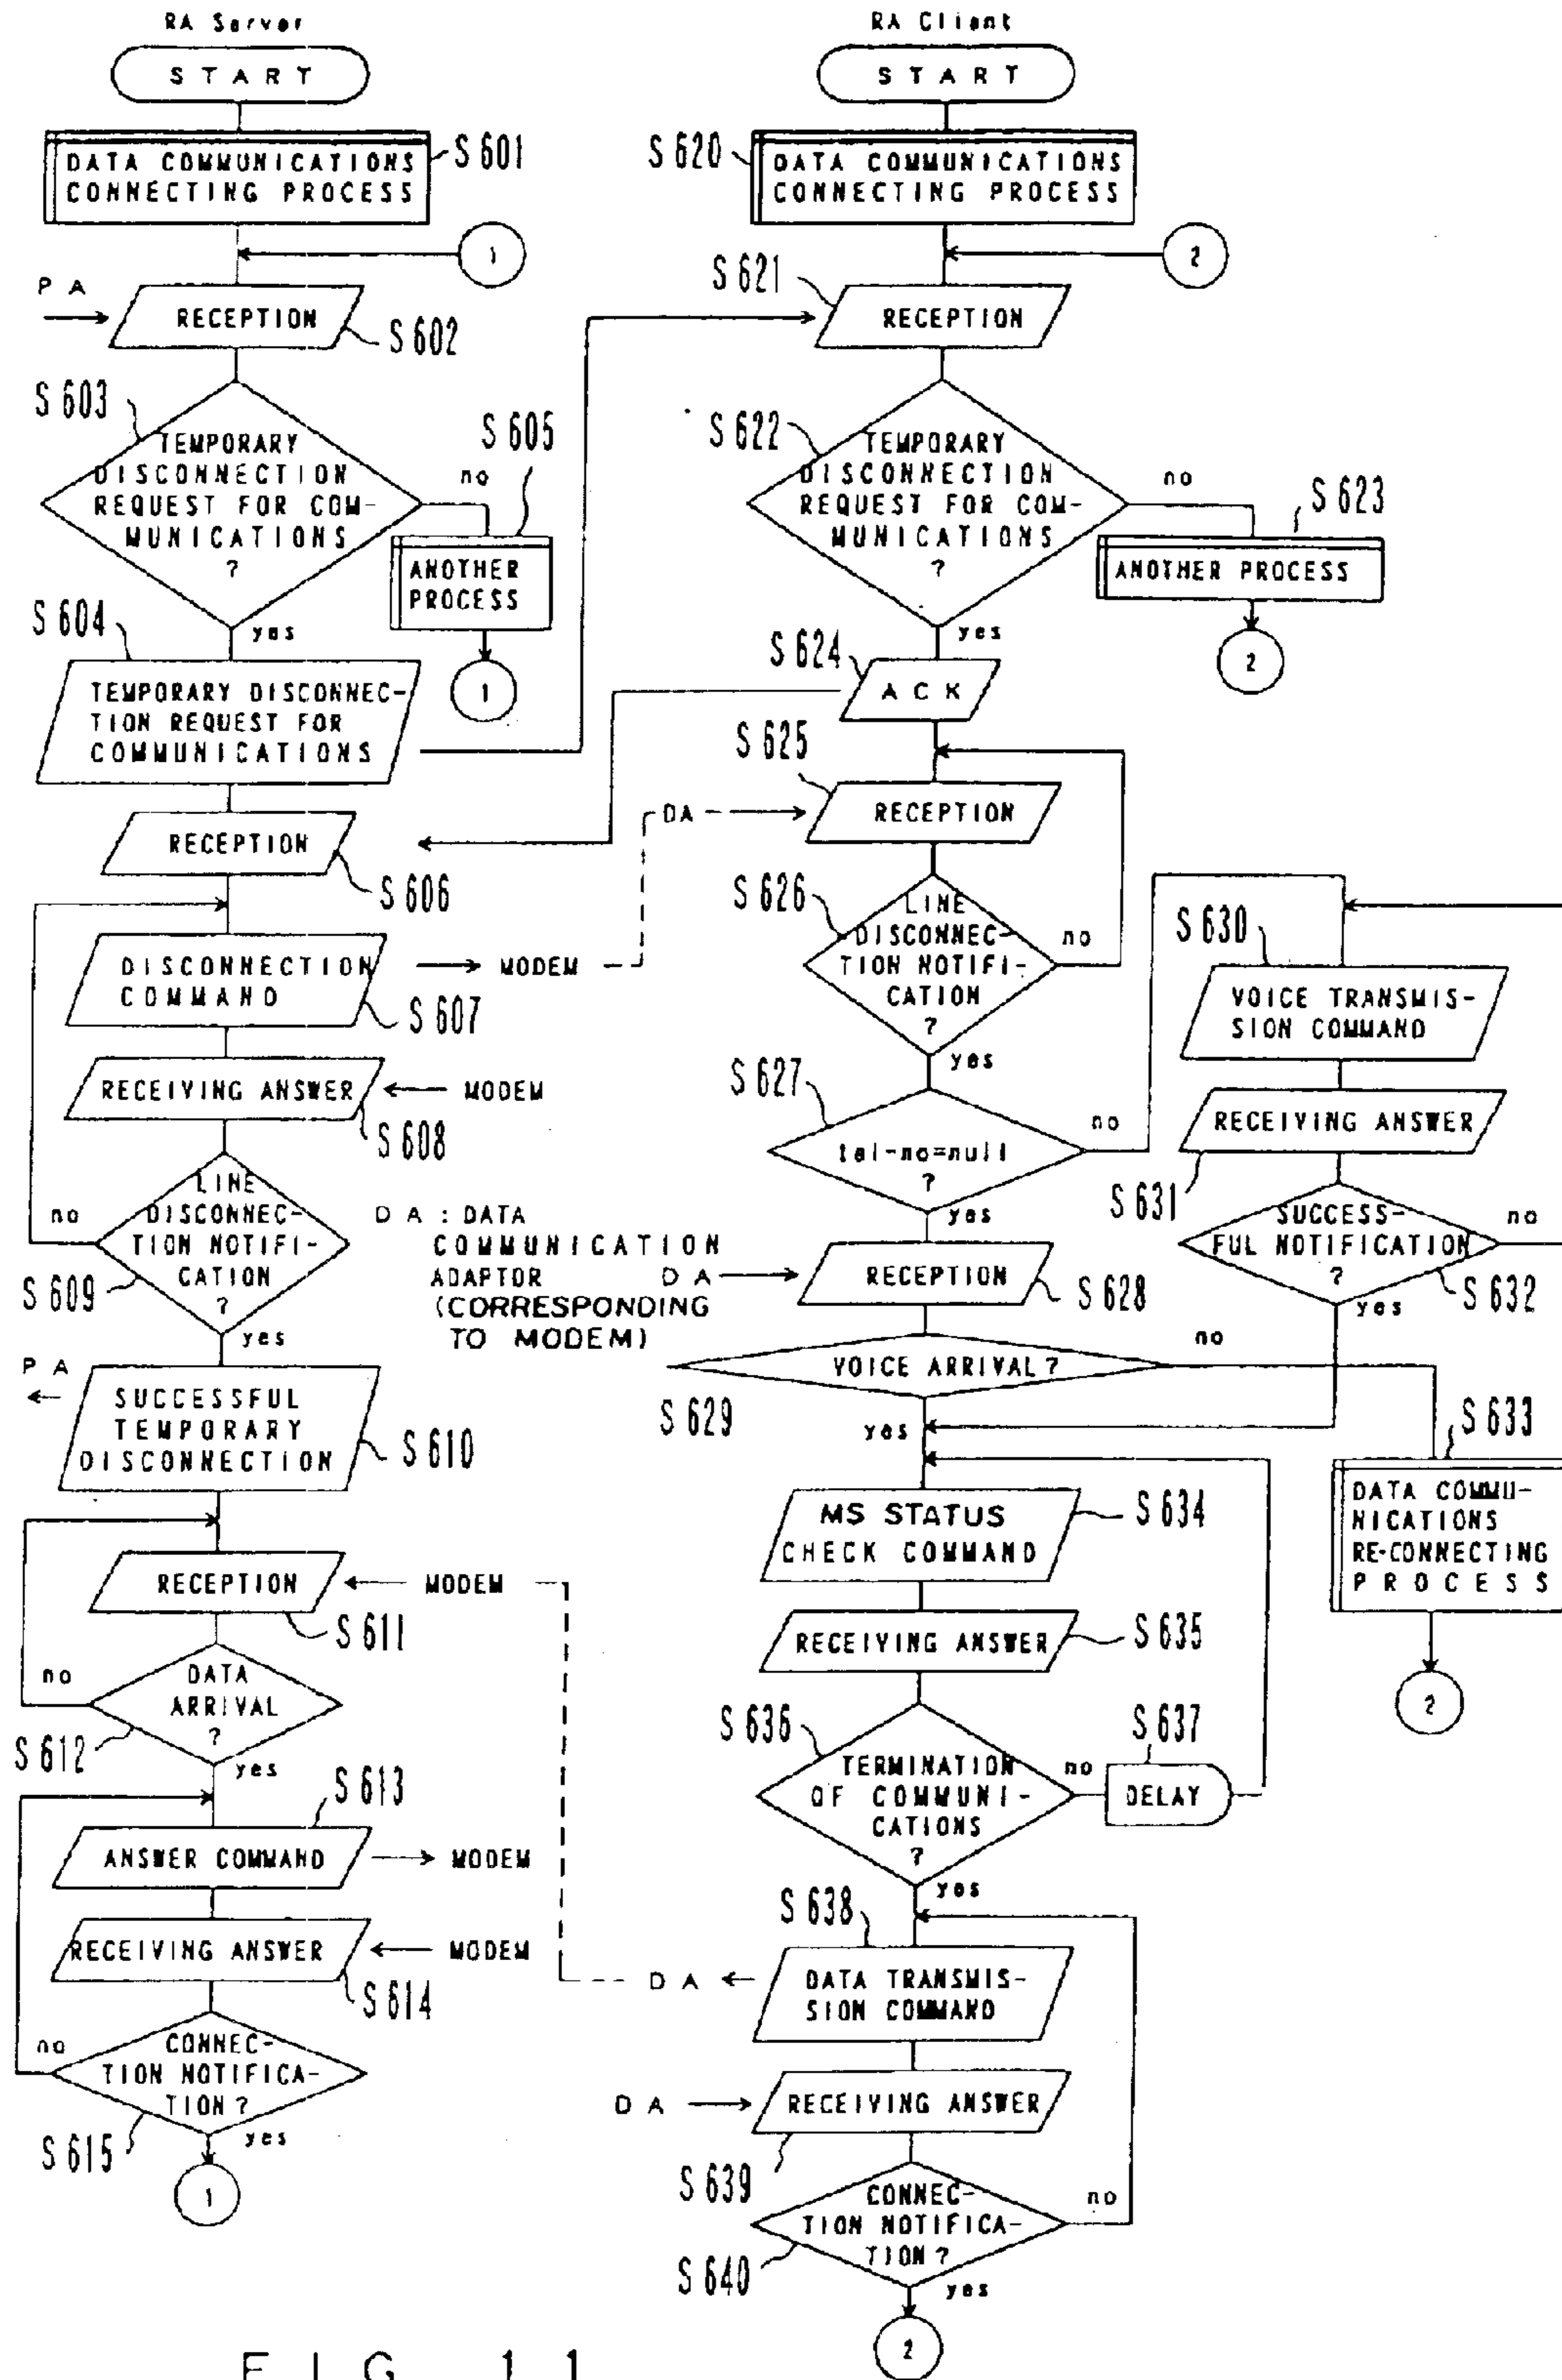 RA Server
START
S601
DATA COMMUNICATIONS
CONNECTING PROCESS
1
PA
RECEPTION
S602
S603
TEMPORARY
DISCONNECTION
REQUEST FOR COM-
MUNICATIONS
?
no
S605
ANOTHER
PROCESS
1
yes
S604
TEMPORARY DISCONNEC-
TION REQUEST FOR
COMMUNICATIONS
RECEPTION
S606
DISCONNECTION
COMMAND
MODEM
S607
RECEIVING ANSWER
MODEM
S608
LINE
DISCONNEC-
TION NOTIFI-
CATION
?
no
S609
yes
DA : DATA
COMMUNICATION
ADAPTOR
(CORRESPONDING
TO MODEM)
PA
SUCCESSFUL
TEMPORARY
DISCONNECTION
S610
RECEPTION
MODEM
S611
DATA
ARRIVAL
?
no
S612
yes
S613
ANSWER COMMAND
MODEM
RECEIVING ANSWER
MODEM
S614
CONNEC-
TION NOTIFICA-
TION?
no
S615
yes
1
RA Client
START
S620
DATA COMMUNICATIONS
CONNECTING PROCESS
2
S621
RECEPTION
S622
TEMPORARY
DISCONNECTION
REQUEST FOR COM-
MUNICATIONS
?
no
S623
ANOTHER PROCESS
2
yes
S624
ACK
S625
DA
RECEPTION
S626
LINE
DISCONNEC-
TION NOTIFI-
CATION
?
no
yes
S627
tel-no=null
?
no
yes
DA
RECEPTION
S628
VOICE ARRIVAL?
no
S629
yes
S630
VOICE TRANSMIS-
SION COMMAND
RECEIVING ANSWER
S631
SUCCESS-
FUL NOTIFICATION
?
no
S632
yes
S633
DATA COMMU-
NICATIONS
RE-CONNECTING
PROCESS
2
MS STATUS
CHECK COMMAND
S634
RECEIVING ANSWER
S635
S636
TERMINATION
OF COMMUNI-
CATIONS
?
no
S637
DELAY
yes
S638
DA
DATA TRANSMIS-
SION COMMAND
DA
RECEIVING ANSWER
S639
CONNEC-
TION NOTIFICA-
TION?
no
S640
yes
2
FIG. 11